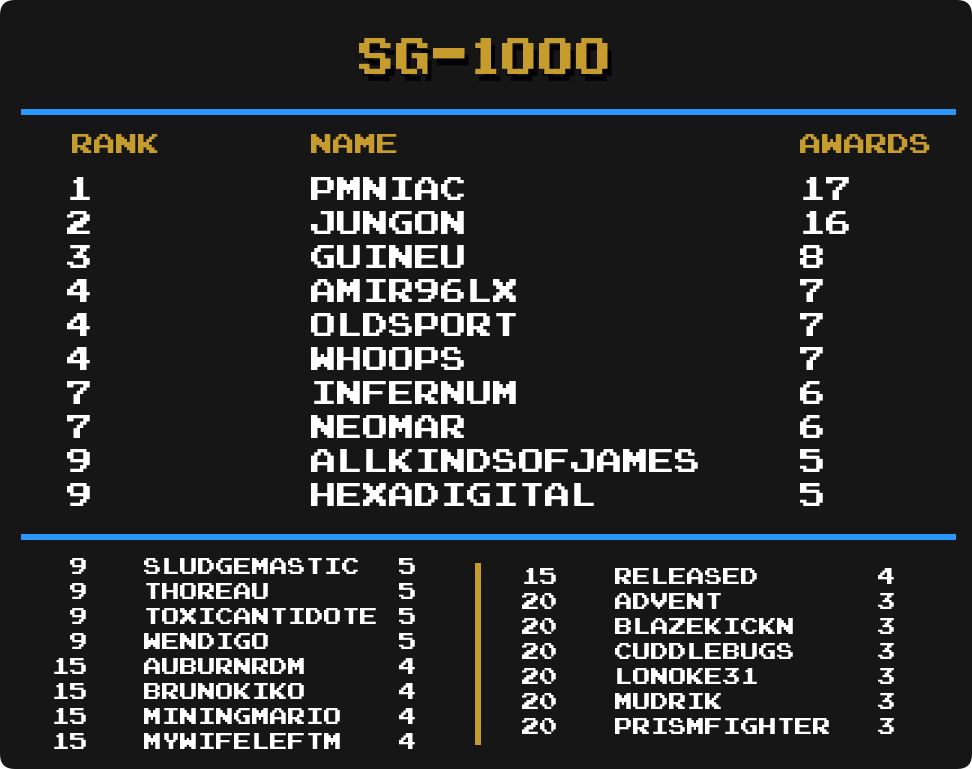 SG-1000
RANK NAME AWARDS
1 PMNIAC 17
2 JUNGON 16
3 GUINEU 8
4 AMIR96LX 7
4 OLDSPORT 7
4 WHOOPS 7
7 INFERNUM 6
7 NEOMAR 6
9 ALLKINDSOFJAMES 5
9 HEXADIGITAL 5
9 SLUDGEMASTIC 5
9 THOREAU 5
9 TOXICANTIDOTE 5
9 WENDIGO 5
15 AUBURNRDM 4
15 BRUNOKIKO 4
15 MININGMARIO 4
15 MYWIFELEFTM 4
15 RELEASED 4
20 ADVENT 3
20 BLAZEKICKN 3
20 CUDDLEBUGS 3
20 LONOKE31 3
20 MUDRIK 3
20 PRISMFIGHTER 3